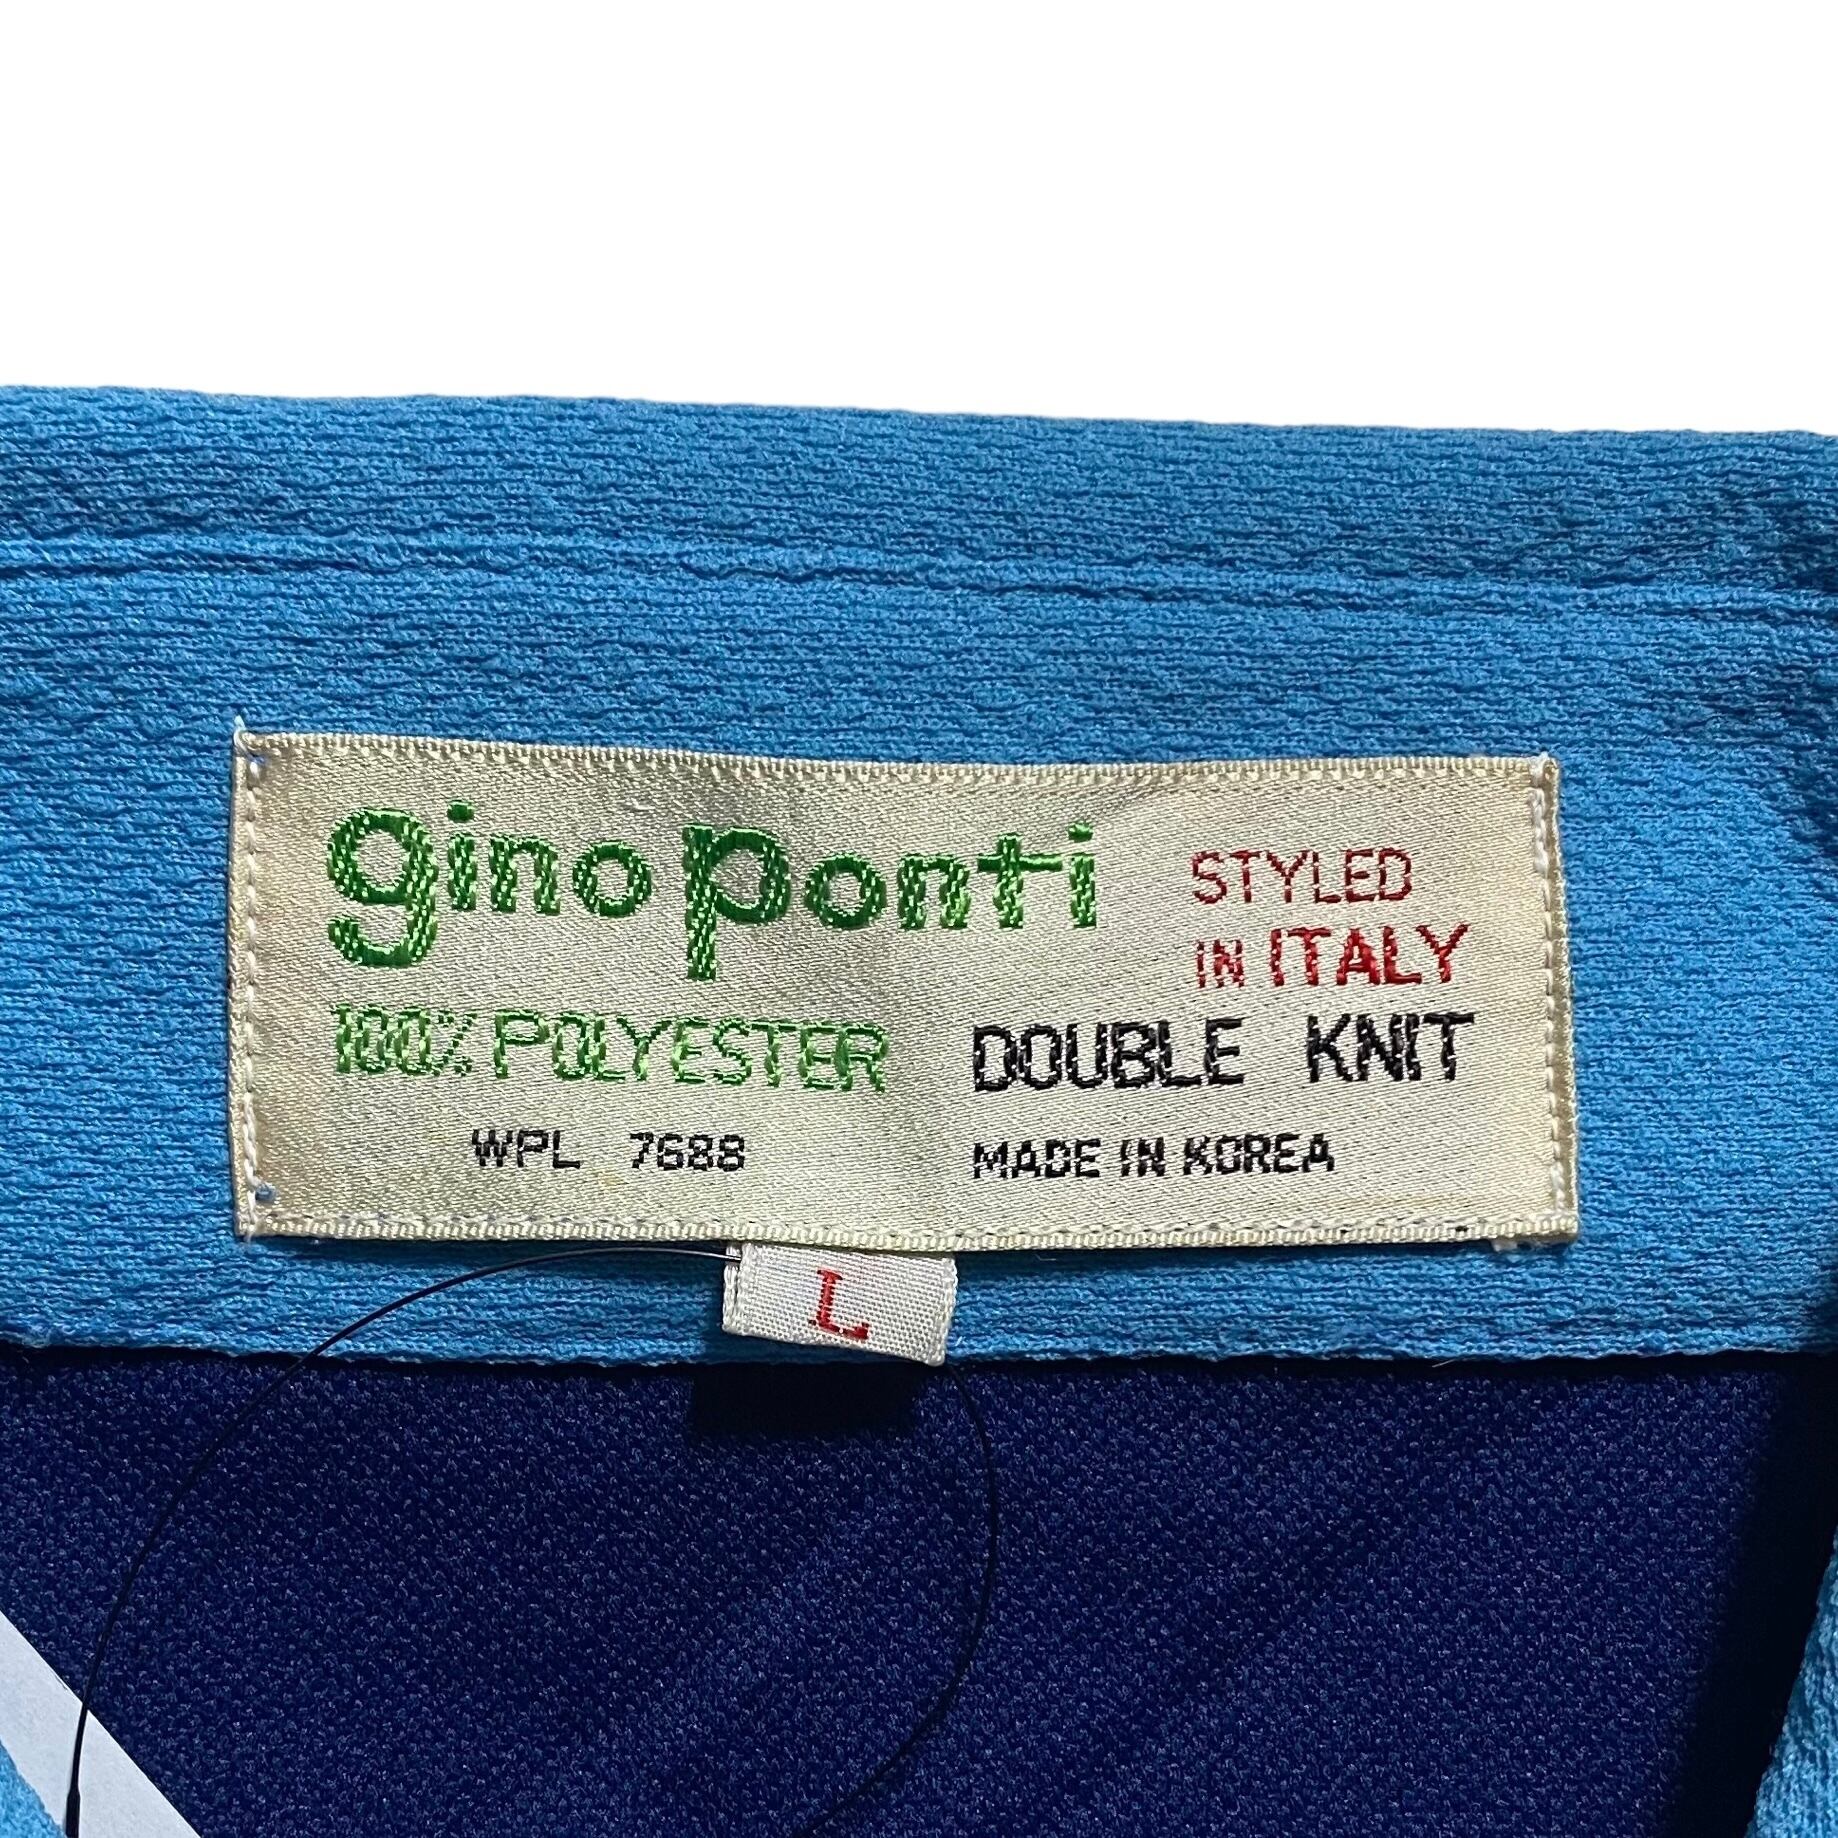 gino ponti
STYLED
IN ITALY
100% POLYESTER
DOUBLE KNIT
WPL 7688
MADE IN KOREA
L